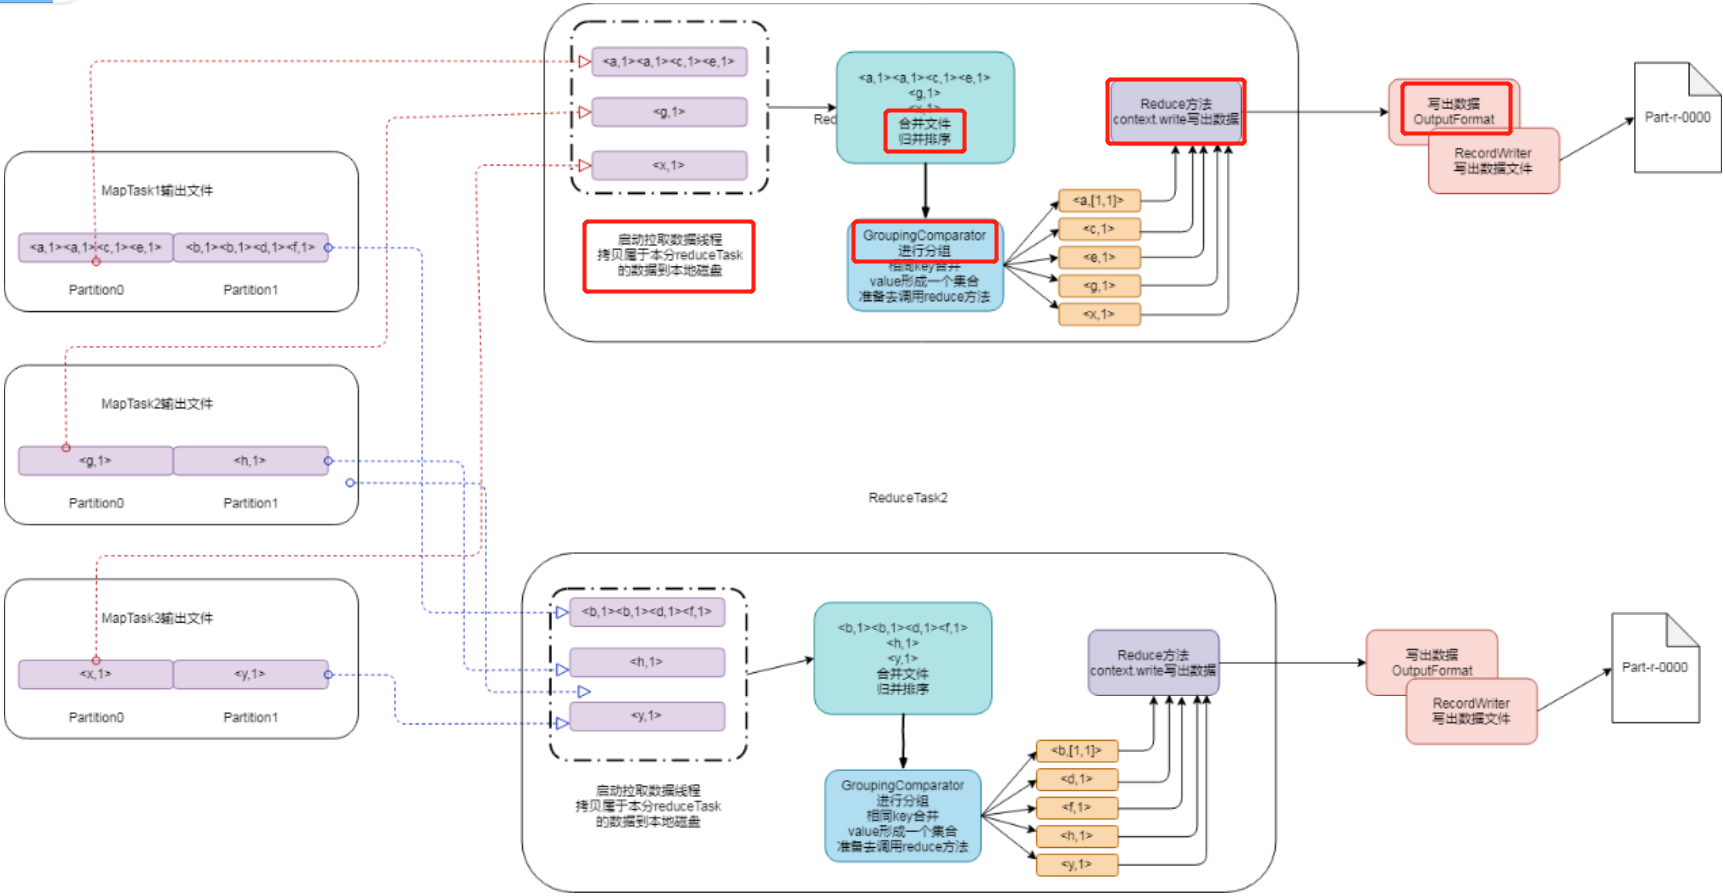 MapTask1输出文件
<a,1><a,1><c,1><e,1>
<b,1><b,1><d,1><f,1>
Partition0
Partition1
MapTask2输出文件
<g,1>
<h,1>
Partition0
Partition1
MapTask3输出文件
<x,1>
<y,1>
Partition0
Partition1
<a,1><a,1><c,1><e,1>
<g,1>
<x,1>
启动拉取数据线程
拷贝属于本分reduceTask
的数据到本地磁盘
Red
<a,1><a,1><c,1><e,1>
<g,1>
<x,1>
合并文件
归并排序
GroupingComparator
进行分组
相同key合并
value形成一个集合
准备去调用reduce方法
<a,[1,1]>
<c,1>
<e,1>
<g,1>
<x,1>
Reduce方法
context.write写出数据
写出数据
OutputFormat
RecordWriter
写出数据文件
Part-r-0000
ReduceTask2
<b,1><b,1><d,1><f,1>
<h,1>
<y,1>
启动拉取数据线程
拷贝属于本分reduceTask
的数据到本地磁盘
<b,1><b,1><d,1><f,1>
<h,1>
<y,1>
合并文件
归并排序
GroupingComparator
进行分组
相同key合并
value形成一个集合
准备去调用reduce方法
<b,[1,1]>
<d,1>
<f,1>
<h,1>
<y,1>
Reduce方法
context.write写出数据
写出数据
OutputFormat
RecordWriter
写出数据文件
Part-r-0000